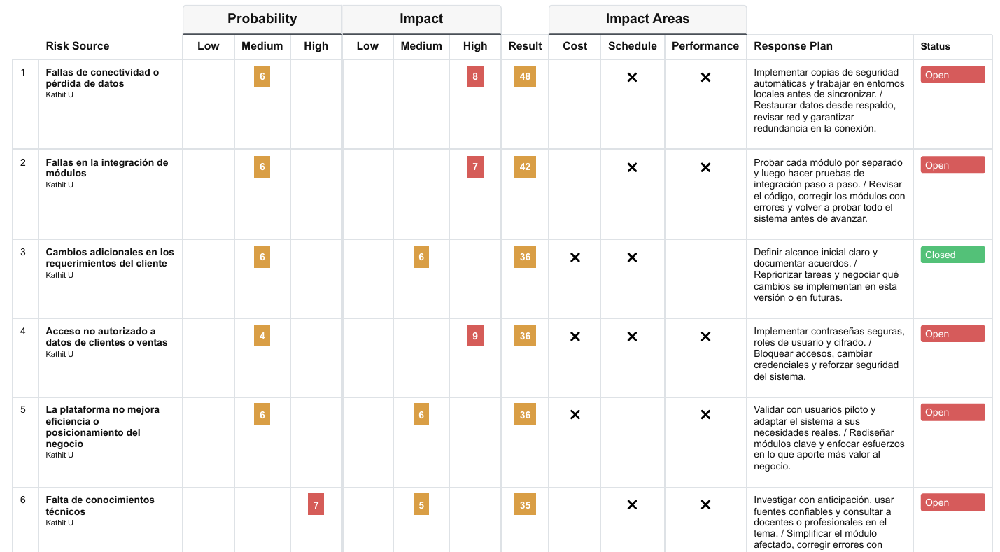 Probability Impact Impact Areas
Risk Source Low Medium High Low Medium High Result Cost Schedule Performance Response Plan Status
1 Fallas de conectividad o
pérdida de datos
Kathit U
6 8 48 ✕ ✕
Implementar copias de seguridad
automáticas y trabajar en entornos
locales antes de sincronizar. /
Restaurar datos desde respaldo,
revisar red y garantizar
redundancia en la conexión.
Open
2 Fallas en la integración de
módulos
Kathit U
6 7 42 ✕ ✕
Probar cada módulo por separado
y luego hacer pruebas de
integración paso a paso. / Revisar
el código, corregir los módulos con
errores y volver a probar todo el
sistema antes de avanzar.
Open
3 Cambios adicionales en los
requerimientos del cliente
Kathit U
6 6 36 ✕ ✕
Definir alcance inicial claro y
documentar acuerdos. /
Repriorizar tareas y negociar qué
cambios se implementan en esta
versión o en futuras.
Closed
4 Acceso no autorizado a
datos de clientes o ventas
Kathit U
4 9 36 ✕ ✕ ✕
Implementar contraseñas seguras,
roles de usuario y cifrado. /
Bloquear accesos, cambiar
credenciales y reforzar seguridad
del sistema.
Open
5 La plataforma no mejora
eficiencia o
posicionamiento del
negocio
Kathit U
6 6 36 ✕ ✕
Validar con usuarios piloto y
adaptar el sistema a sus
necesidades reales. / Rediseñar
módulos clave y enfocar esfuerzos
en lo que aporte más valor al
negocio.
Open
6 Falta de conocimientos
técnicos
Kathit U
7 5 35 ✕ ✕
Investigar con anticipación, usar
fuentes confiables y consultar a
docentes o profesionales en el
tema. / Simplificar el módulo
afectado, corregir errores con
Open